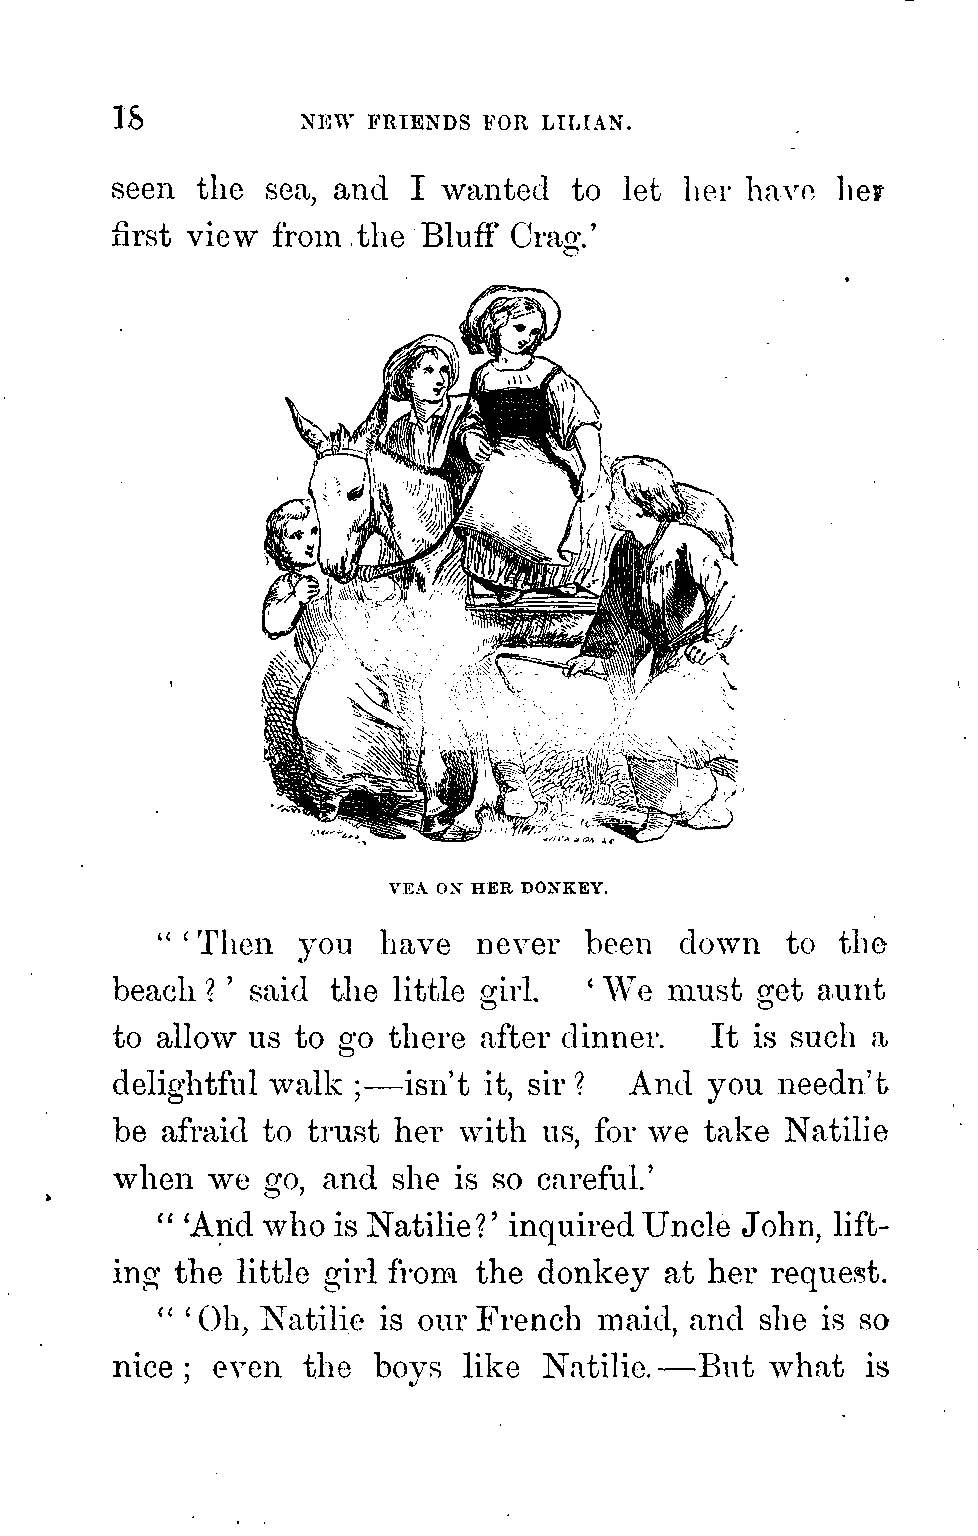 18 NEW FRIENDS FOR LILIAN.
seen the sea, and I wanted to let her have her
first view from the Bluff Crag.'
VEA ON HER DONKEY.
" 'Then you have never been down to the
beach?' said the little girl. 'We must get aunt
to allow us to go there after dinner. It is such a
delightful walk;—isn't it, sir? And you needn't
be afraid to trust her with us, for we take Natilie
when we go, and she is so careful.'
" 'And who is Natilie?' inquired Uncle John, lift-
ing the little girl from the donkey at her request.
" 'Oh, Natilie is our French maid, and she is so
nice; even the boys like Natilie.—But what is